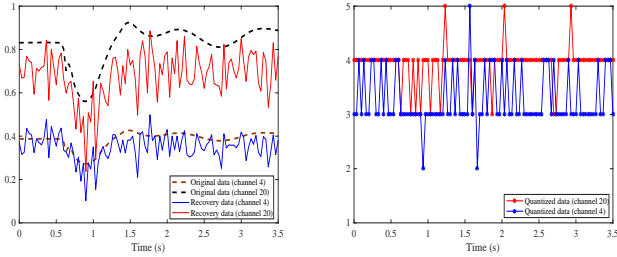 1
0.8
0.6
0.4
0.2
0
0 0.5 1 1.5 2 2.5 3 3.5
Time (s)
Original data (channel 4)
Original data (channel 20)
Recovery data (channel 4)
Recovery data (channel 20)
5
4
3
2
1
0 0.5 1 1.5 2 2.5 3 3.5
Time (s)
Quantized data (channel 20)
Quantized data (channel 4)